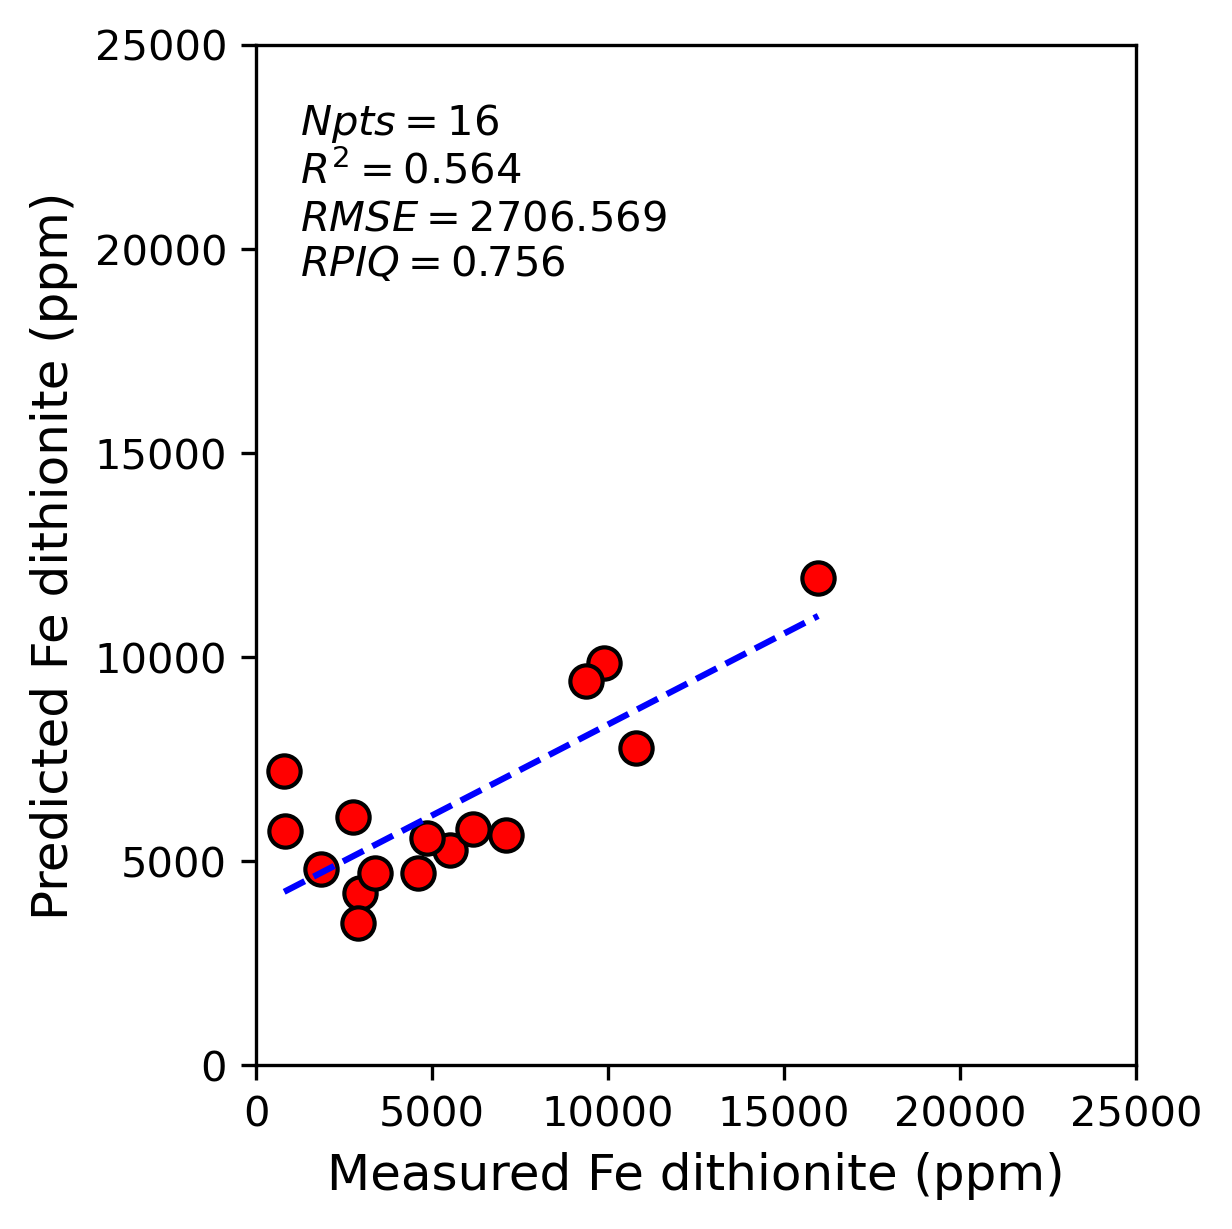 25000
20000
15000
10000
5000
0
Predicted Fe dithionite (ppm)
Npts = 16
R² = 0.564
RMSE = 2706.569
RPIQ = 0.756
0 5000 10000 15000 20000 25000
Measured Fe dithionite (ppm)